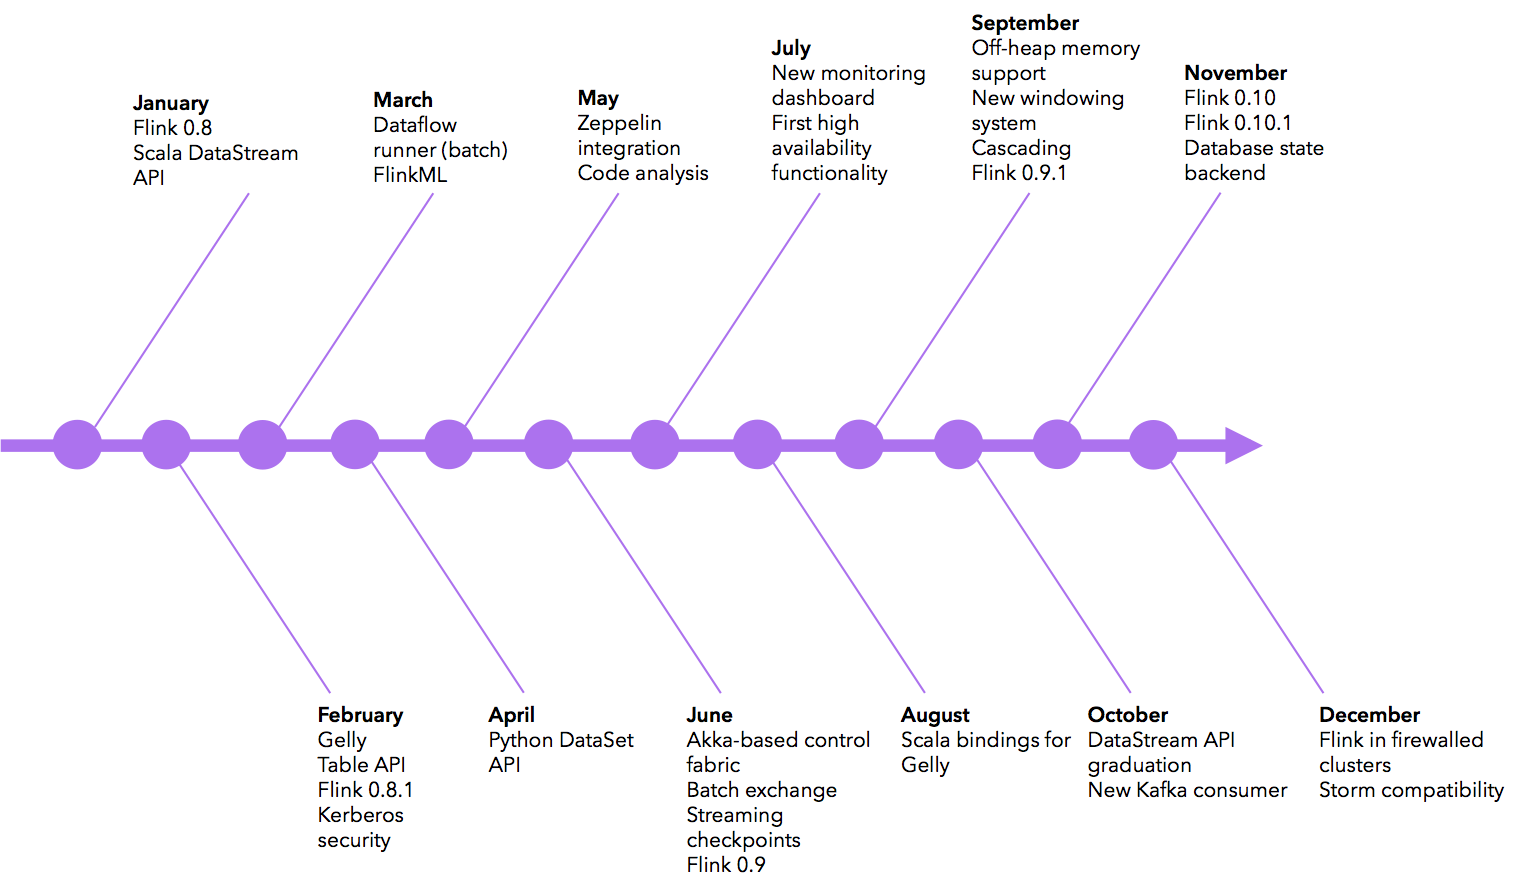 January
Flink 0.8
Scala DataStream
API
March
Dataflow
runner (batch)
FlinkML
May
Zeppelin
integration
Code analysis
July
New monitoring
dashboard
First high
availability
functionality
September
Off-heap memory
support
New windowing
system
Cascading
Flink 0.9.1
November
Flink 0.10
Flink 0.10.1
Database state
backend
February
Gelly
Table API
Flink 0.8.1
Kerberos
security
April
Python DataSet
API
June
Akka-based control
fabric
Batch exchange
Streaming
checkpoints
Flink 0.9
August
Scala bindings for
Gelly
October
DataStream API
graduation
New Kafka consumer
December
Flink in firewalled
clusters
Storm compatibility